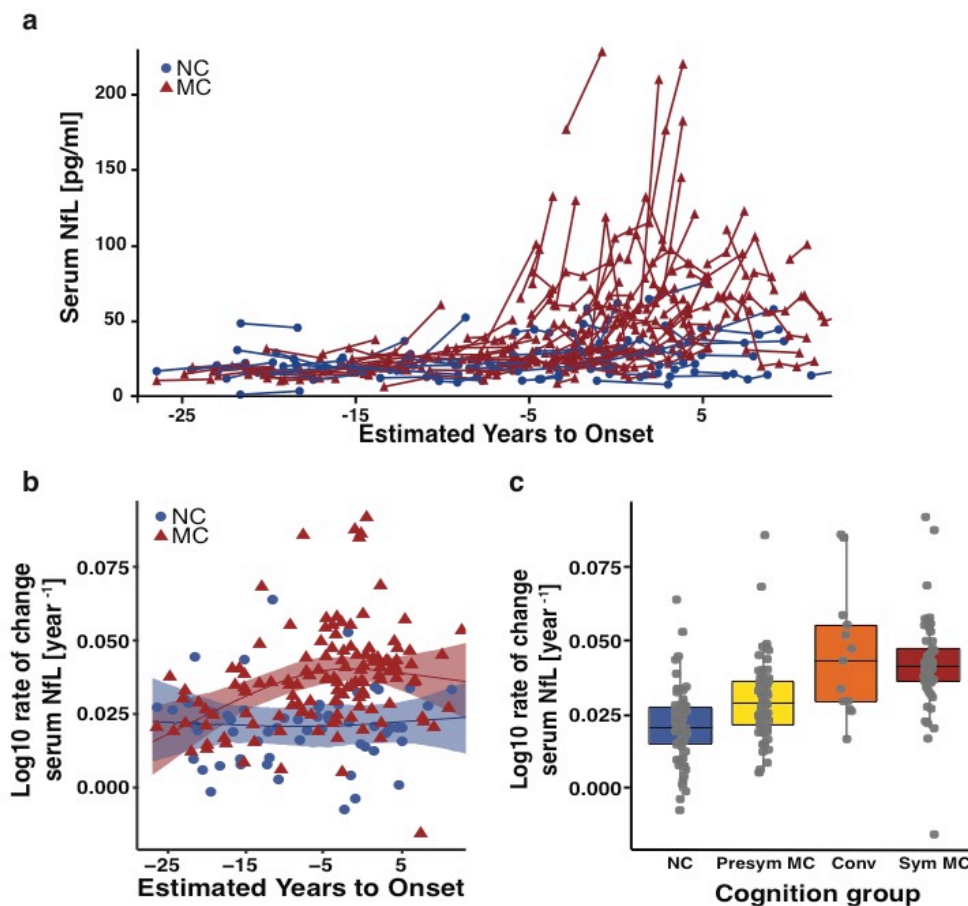 a
NC
MC
Serum NfL [pg/ml]
200
150
100
50
0
-25
-15
-5
5
Estimated Years to Onset
b
NC
MC
Log10 rate of change
serum NfL [year⁻¹]
0.075
0.050
0.025
0.000
−25
−15
−5
5
Estimated Years to Onset
c
Log10 rate of change
serum NfL [year⁻¹]
0.075
0.050
0.025
0.000
NC Presym MC Conv Sym MC
Cognition group